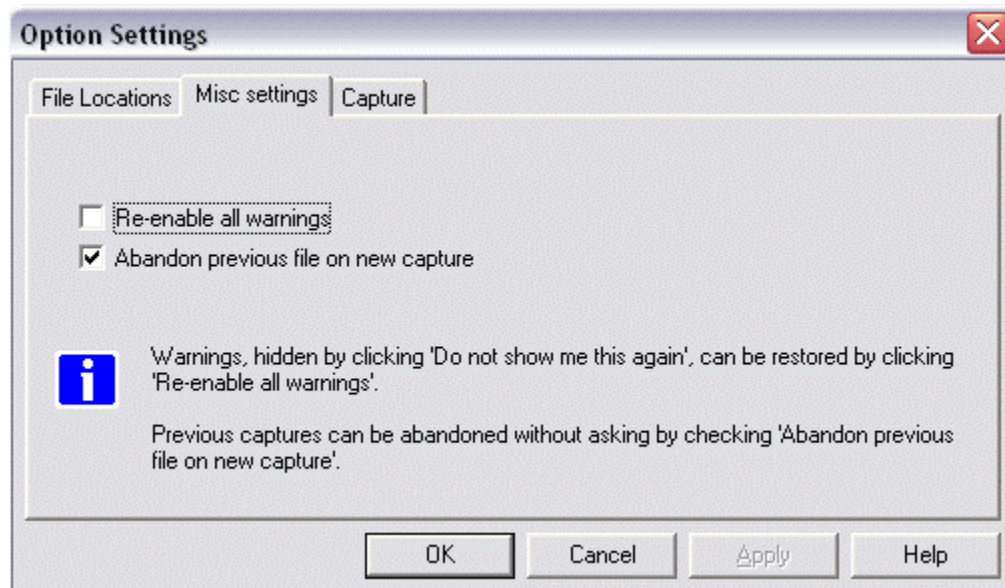 Option Settings
File Locations Misc settings Capture
Re-enable all warnings
Abandon previous file on new capture
Warnings, hidden by clicking 'Do not show me this again', can be restored by clicking
'Re-enable all warnings'.
Previous captures can be abandoned without asking by checking 'Abandon previous
file on new capture'.
OK Cancel Apply Help